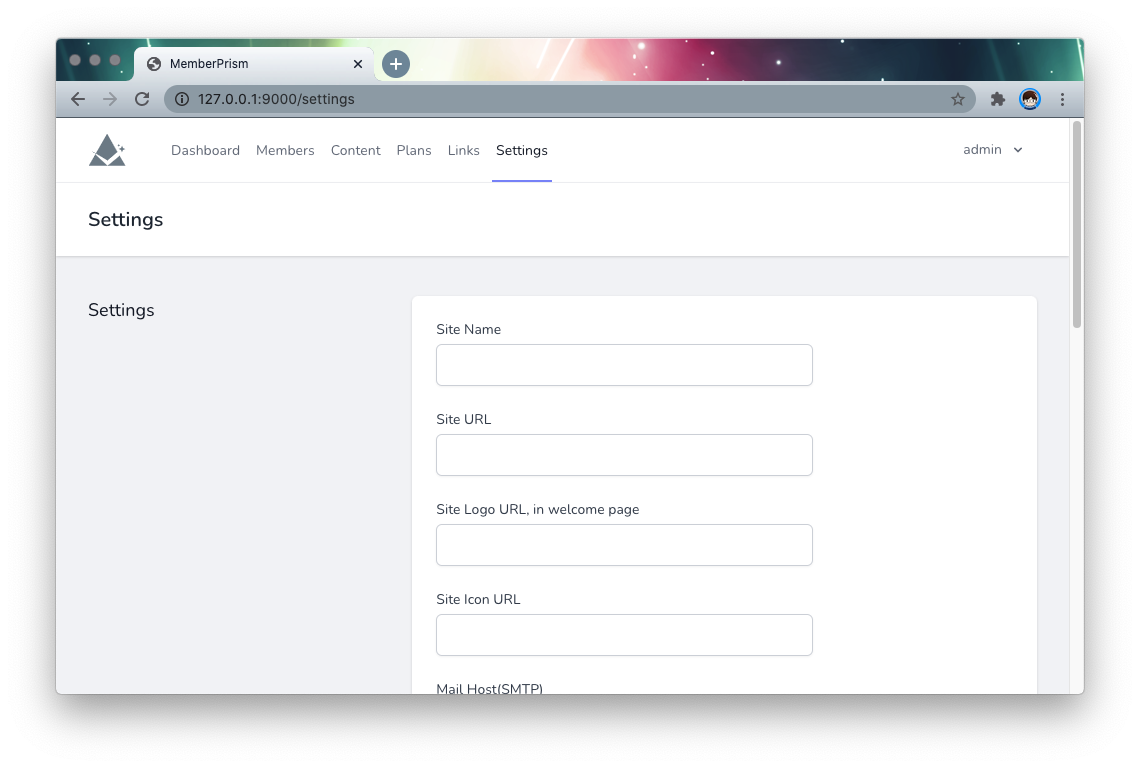 MemberPrism
127.0.0.1:9000/settings
Dashboard Members Content Plans Links Settings admin
Settings
Settings
Site Name
Site URL
Site Logo URL, in welcome page
Site Icon URL
Mail Host(SMTP)